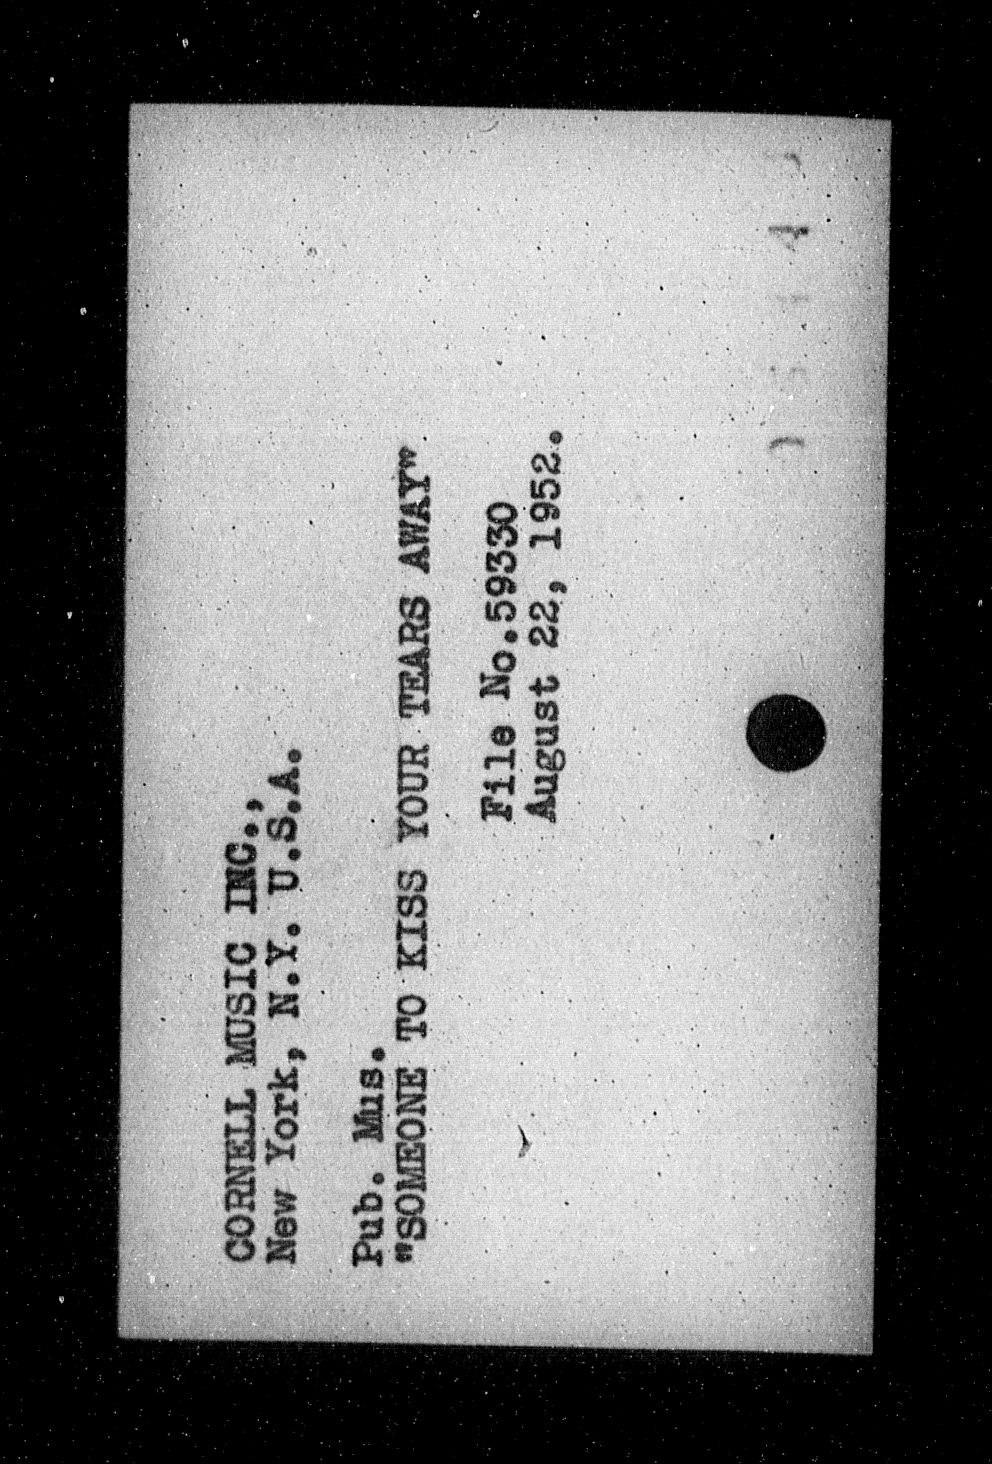 CORNELL MUSIC INC.,
New York, N.Y. U.S.A.
Pub. Mus.
"SOMEONE TO KISS YOUR TEARS AWAY"
File No.59330
August 22, 1952.